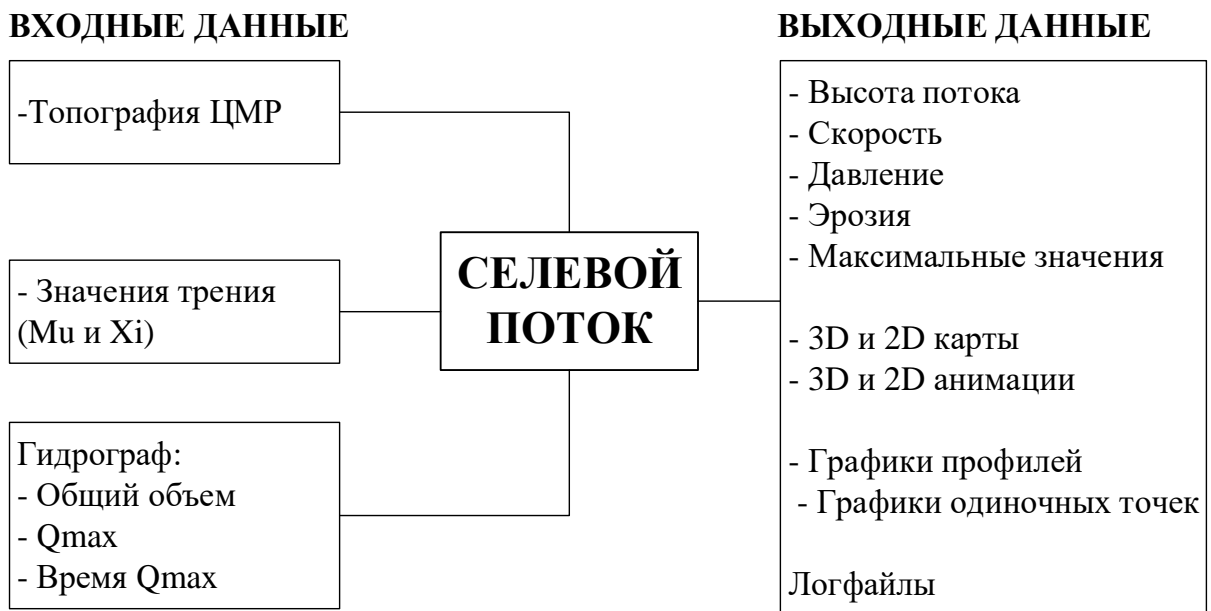 ВХОДНЫЕ ДАННЫЕ
-Топография ЦМР
- Значения трения
(Mu и Xi)
Гидрограф:
- Общий объем
- Qmax
- Время Qmax
СЕЛЕВОЙ
ПОТОК
ВЫХОДНЫЕ ДАННЫЕ
- Высота потока
- Скорость
- Давление
- Эрозия
- Максимальные значения
- 3D и 2D карты
- 3D и 2D анимации
- Графики профилей
- Графики одиночных точек
Логфайлы